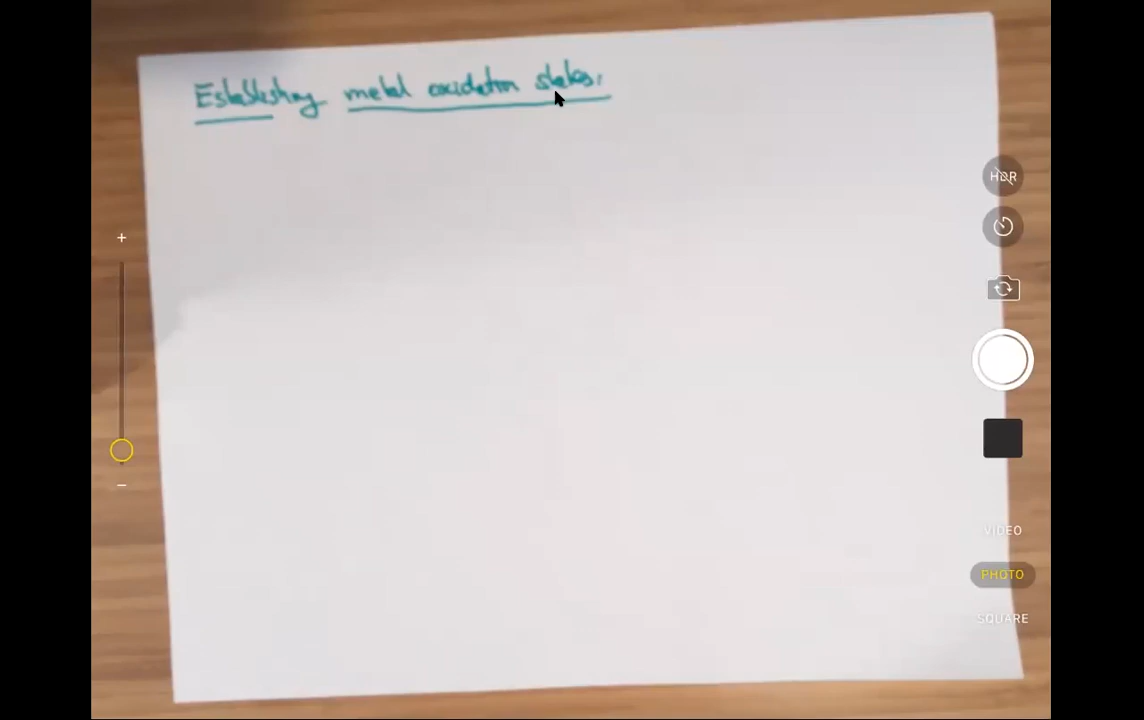 Establishing metal oxidation states.
HDR
+
−
VIDEO
PHOTO
SQUARE